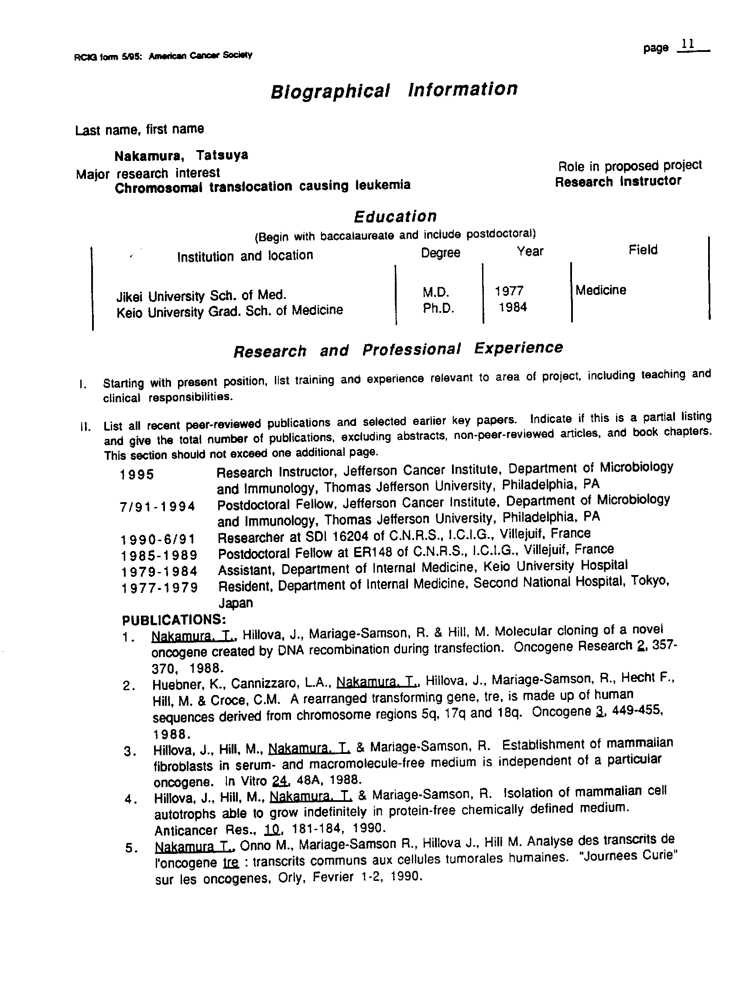 RCIG form 5/95: American Cancer Society
page 11
Biographical Information
Last name, first name
Nakamura, Tatsuya
Major research interest
Role in proposed project
Chromosomal translocation causing leukemia
Research Instructor
Education
(Begin with baccalaureate and include postdoctoral)
Institution and location Degree Year Field
Jikei University Sch. of Med. M.D. 1977 Medicine
Keio University Grad. Sch. of Medicine Ph.D. 1984
Research and Professional Experience
I. Starting with present position, list training and experience relevant to area of project, including teaching and
clinical responsibilities.
II. List all recent peer-reviewed publications and selected earlier key papers. Indicate if this is a partial listing
and give the total number of publications, excluding abstracts, non-peer-reviewed articles, and book chapters.
This section should not exceed one additional page.
1995 Research Instructor, Jefferson Cancer Institute, Department of Microbiology
and Immunology, Thomas Jefferson University, Philadelphia, PA
7/91-1994 Postdoctoral Fellow, Jefferson Cancer Institute, Department of Microbiology
and Immunology, Thomas Jefferson University, Philadelphia, PA
1990-6/91 Researcher at SDI 16204 of C.N.R.S., I.C.I.G., Villejuif, France
1985-1989 Postdoctoral Fellow at ER148 of C.N.R.S., I.C.I.G., Villejuif, France
1979-1984 Assistant, Department of Internal Medicine, Keio University Hospital
1977-1979 Resident, Department of Internal Medicine, Second National Hospital, Tokyo,
Japan
PUBLICATIONS:
1. Nakamura, T., Hillova, J., Mariage-Samson, R. & Hill, M. Molecular cloning of a novel
oncogene created by DNA recombination during transfection. Oncogene Research 2, 357-
370, 1988.
2. Huebner, K., Cannizzaro, L.A., Nakamura, T., Hillova, J., Mariage-Samson, R., Hecht F.,
Hill, M. & Croce, C.M. A rearranged transforming gene, tre, is made up of human
sequences derived from chromosome regions 5q, 17q and 18q. Oncogene 3, 449-455,
1988.
3. Hillova, J., Hill, M., Nakamura, T. & Mariage-Samson, R. Establishment of mammalian
fibroblasts in serum- and macromolecule-free medium is independent of a particular
oncogene. In Vitro 24, 48A, 1988.
4. Hillova, J., Hill, M., Nakamura, T. & Mariage-Samson, R. Isolation of mammalian cell
autotrophs able to grow indefinitely in protein-free chemically defined medium.
Anticancer Res., 10, 181-184, 1990.
5. Nakamura T., Onno M., Mariage-Samson R., Hillova J., Hill M. Analyse des transcrits de
l'oncogene tre : transcrits communs aux cellules tumorales humaines. "Journees Curie"
sur les oncogenes, Orly, Fevrier 1-2, 1990.